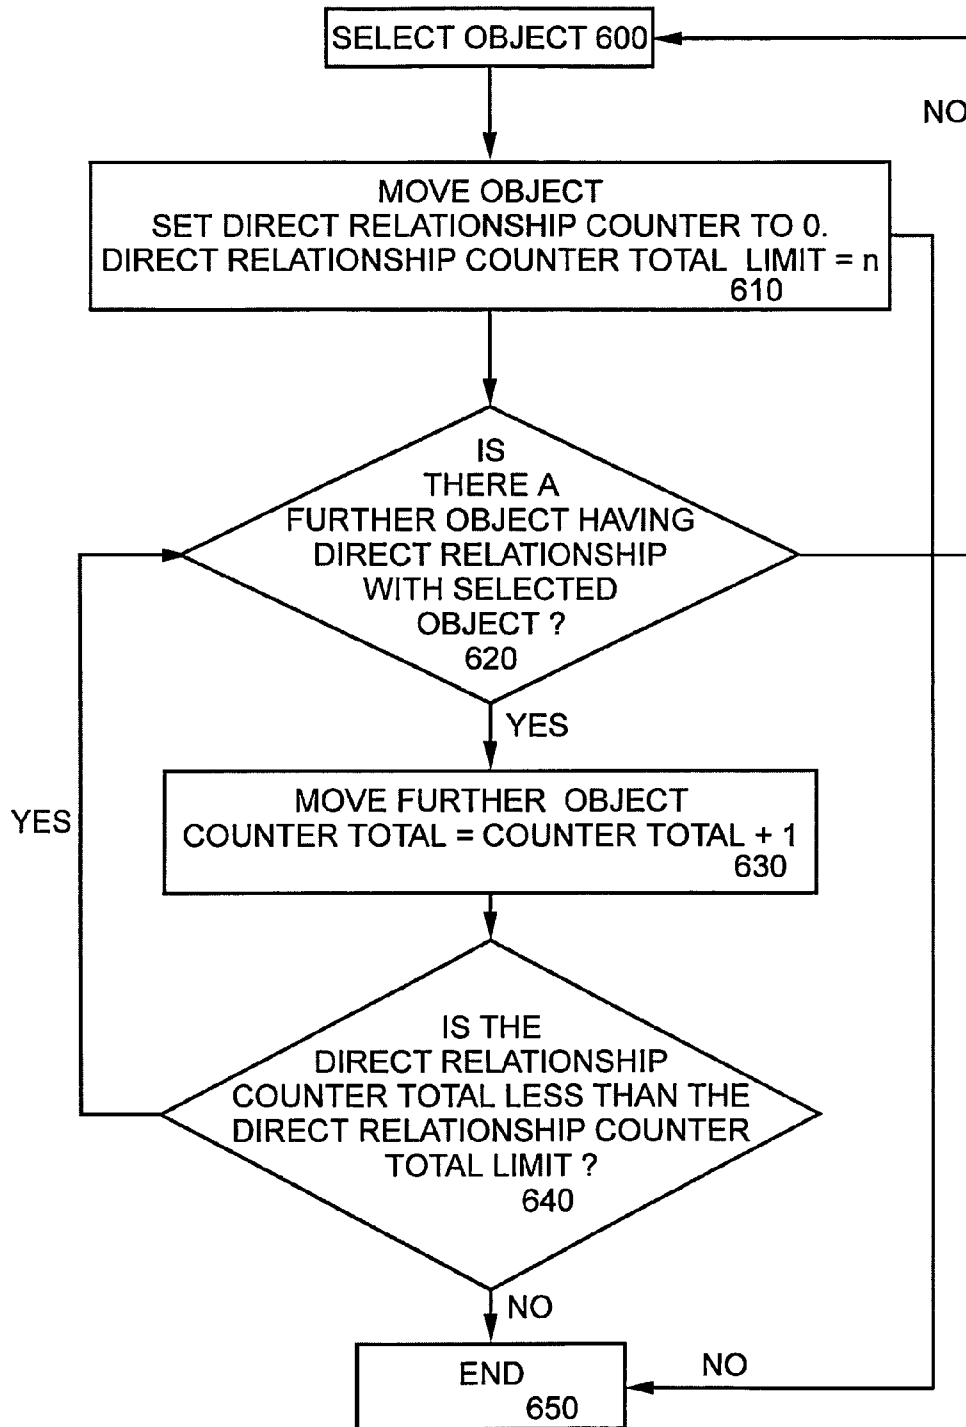 SELECT OBJECT 600
NO
MOVE OBJECT
SET DIRECT RELATIONSHIP COUNTER TO 0.
DIRECT RELATIONSHIP COUNTER TOTAL LIMIT = n
610
IS
THERE A
FURTHER OBJECT HAVING
DIRECT RELATIONSHIP
WITH SELECTED
OBJECT ?
620
YES
MOVE FURTHER OBJECT
COUNTER TOTAL = COUNTER TOTAL + 1
630
YES
IS THE
DIRECT RELATIONSHIP
COUNTER TOTAL LESS THAN THE
DIRECT RELATIONSHIP COUNTER
TOTAL LIMIT ?
640
NO
END
650
NO